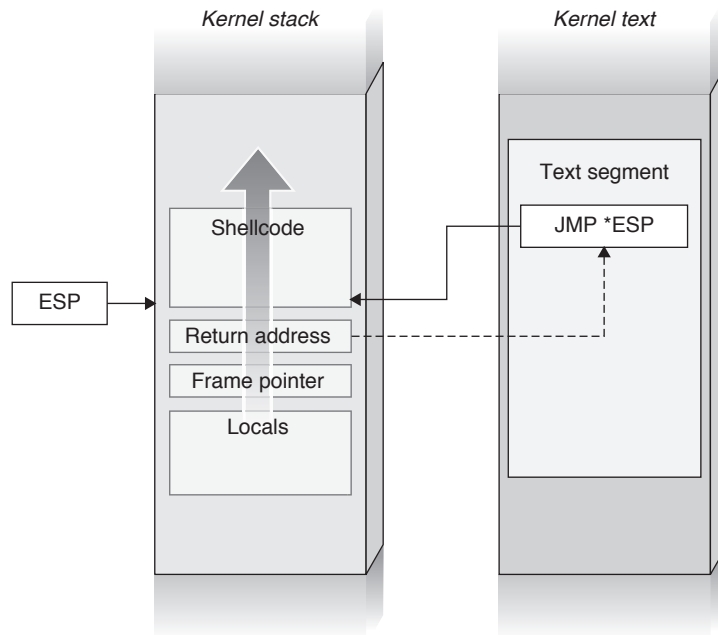 Kernel stack
Kernel text
Text segment
Shellcode
JMP *ESP
ESP
Return address
Frame pointer
Locals